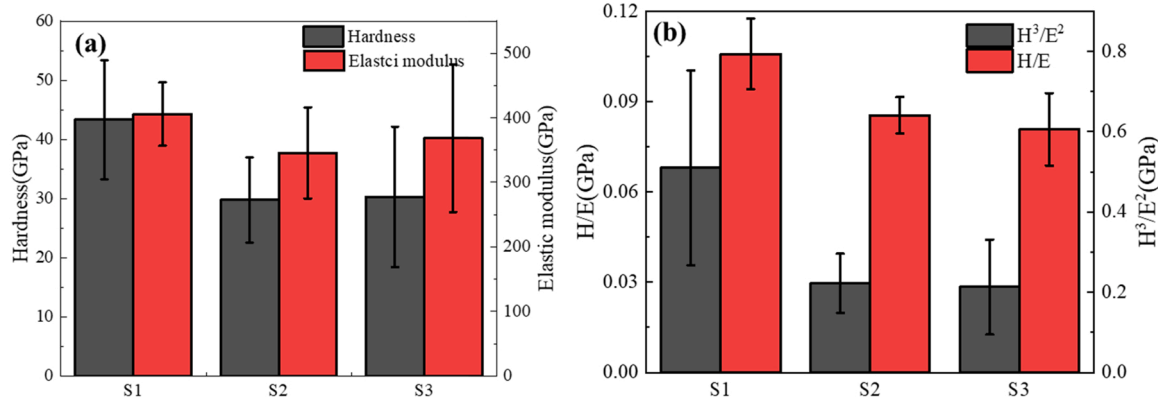 (a)
Hardness
Elastci modulus
Hardness(GPa)
60
50
40
30
20
10
0
Elastic modulus(GPa)
500
400
300
200
100
0
S1 S2 S3
(b)
H³/E²
H/E
H/E(GPa)
0.12
0.09
0.06
0.03
0.00
H³/E²(GPa)
0.8
0.6
0.4
0.2
0.0
S1 S2 S3